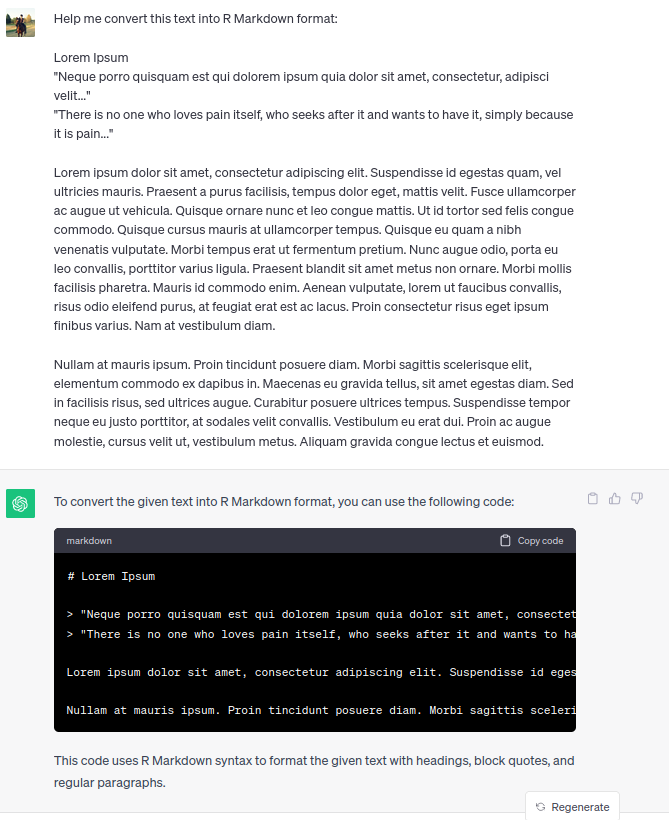 Help me convert this text into R Markdown format:
Lorem Ipsum
"Neque porro quisquam est qui dolorem ipsum quia dolor sit amet, consectetur, adipisci
velit..."
"There is no one who loves pain itself, who seeks after it and wants to have it, simply because
it is pain..."
Lorem ipsum dolor sit amet, consectetur adipiscing elit. Suspendisse id egestas quam, vel
ultricies mauris. Praesent a purus facilisis, tempus dolor eget, mattis velit. Fusce ullamcorper
ac augue ut vehicula. Quisque ornare nunc et leo congue mattis. Ut id tortor sed felis congue
commodo. Quisque cursus mauris at ullamcorper tempus. Quisque eu quam a nibh
venenatis vulputate. Morbi tempus erat ut fermentum pretium. Nunc augue odio, porta eu
leo convallis, porttitor varius ligula. Praesent blandit sit amet metus non ornare. Morbi mollis
facilisis pharetra. Mauris id commodo enim. Aenean vulputate, lorem ut faucibus convallis,
risus odio eleifend purus, at feugiat erat est ac lacus. Proin consectetur risus eget ipsum
finibus varius. Nam at vestibulum diam.
Nullam at mauris ipsum. Proin tincidunt posuere diam. Morbi sagittis scelerisque elit,
elementum commodo ex dapibus in. Maecenas eu gravida tellus, sit amet egestas diam. Sed
in facilisis risus, sed ultrices augue. Curabitur posuere ultrices tempus. Suspendisse tempor
neque eu justo porttitor, at sodales velit convallis. Vestibulum eu erat dui. Proin ac augue
molestie, cursus velit ut, vestibulum metus. Aliquam gravida congue lectus et euismod.
To convert the given text into R Markdown format, you can use the following code:
markdown Copy code
# Lorem Ipsum
> "Neque porro quisquam est qui dolorem ipsum quia dolor sit amet, consectet
> "There is no one who loves pain itself, who seeks after it and wants to ha
Lorem ipsum dolor sit amet, consectetur adipiscing elit. Suspendisse id eges
Nullam at mauris ipsum. Proin tincidunt posuere diam. Morbi sagittis sceleri
This code uses R Markdown syntax to format the given text with headings, block quotes, and
regular paragraphs.
Regenerate